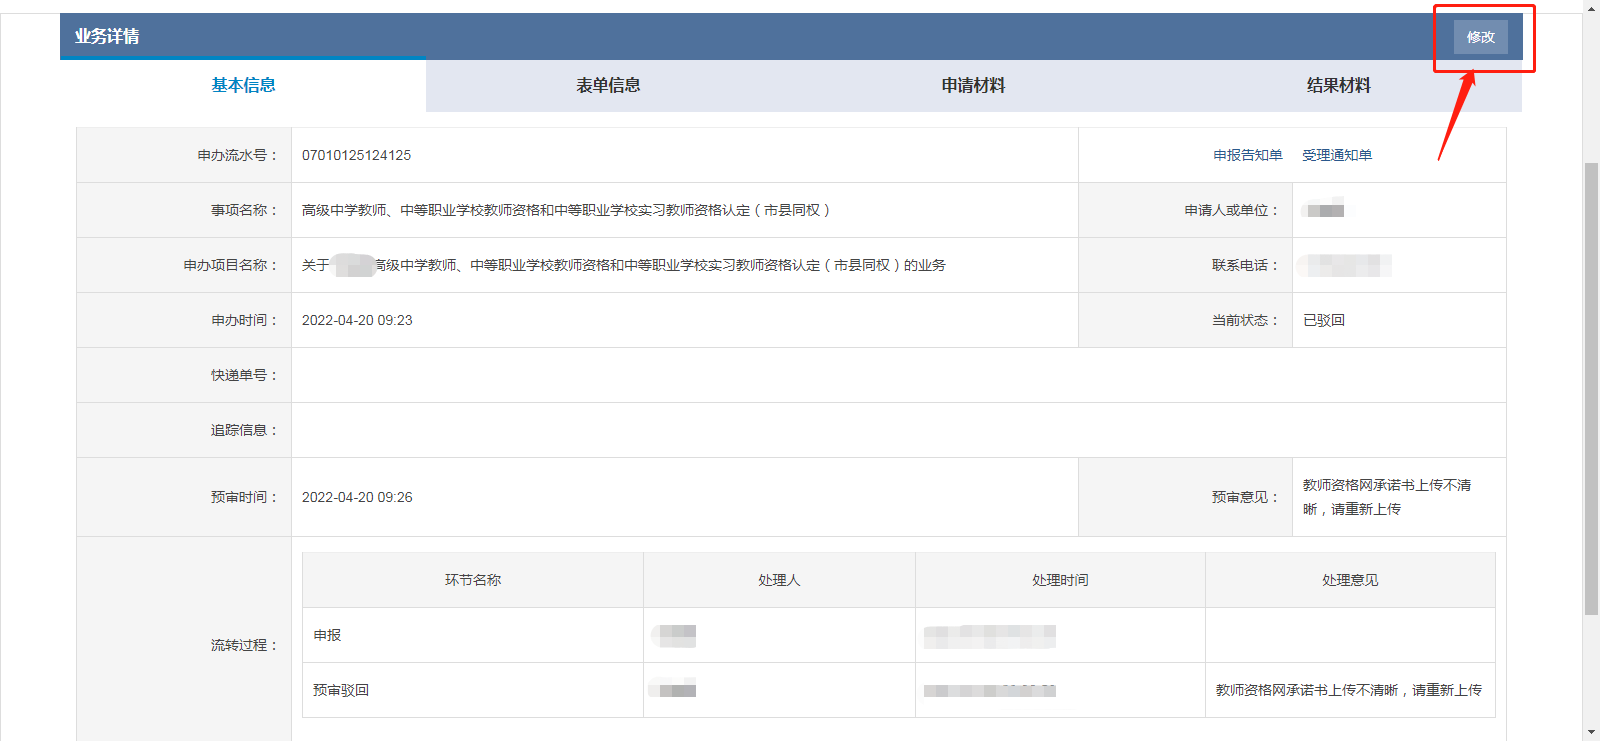 业务详情
修改
基本信息
表单信息
申请材料
结果材料
申办流水号：
07010125124125
申报告知单
受理通知单
事项名称：
高级中学教师、中等职业学校教师资格和中等职业学校实习教师资格认定（市县同权）
申请人或单位：
申办项目名称：
关于
高级中学教师、中等职业学校教师资格和中等职业学校实习教师资格认定（市县同权）的业务
联系电话：
申办时间：
2022-04-20 09:23
当前状态：
已驳回
快递单号：
追踪信息：
预审时间：
2022-04-20 09:26
预审意见：
教师资格网承诺书上传不清
晰，请重新上传
流转过程：
环节名称
处理人
处理时间
处理意见
申报
预审驳回
教师资格网承诺书上传不清晰，请重新上传